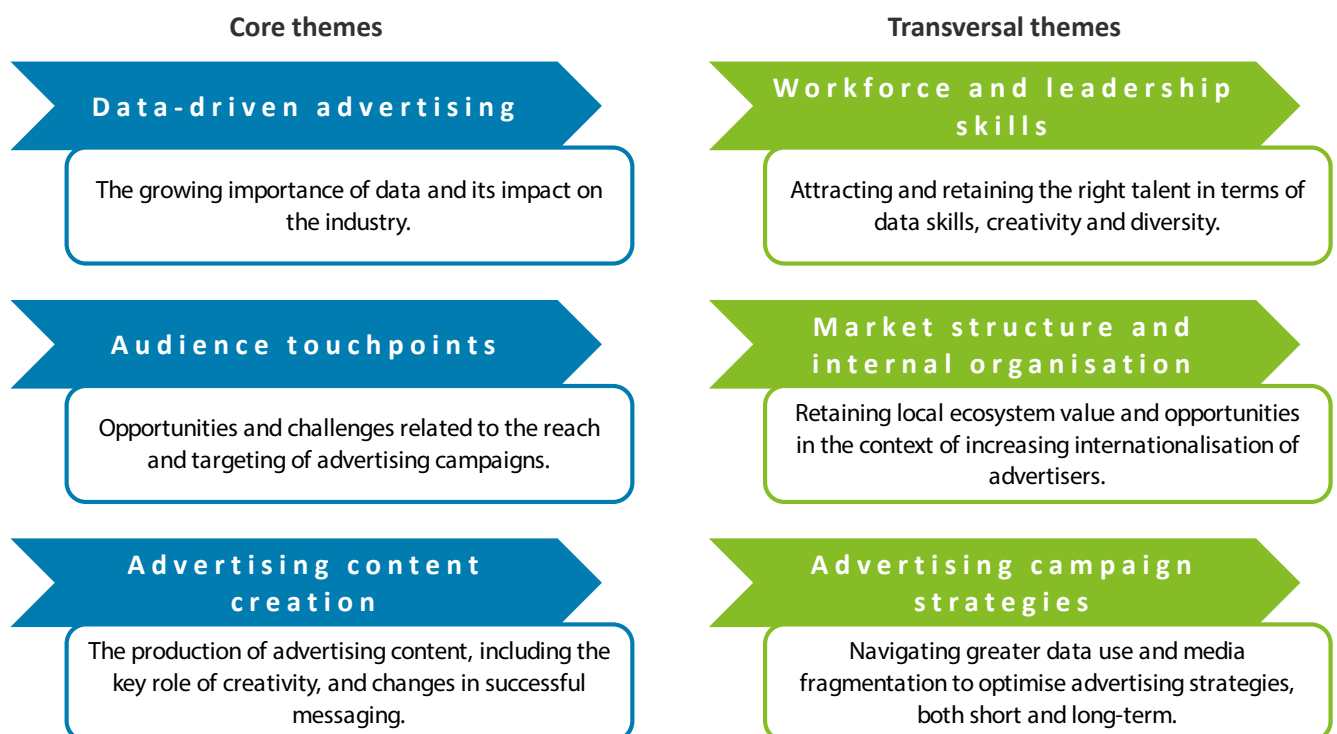 Core themes
Data-driven advertising
The growing importance of data and its impact on
the industry.
Audience touchpoints
Opportunities and challenges related to the reach
and targeting of advertising campaigns.
Advertising content
creation
The production of advertising content, including the
key role of creativity, and changes in successful
messaging.
Transversal themes
Workforce and leadership
skills
Attracting and retaining the right talent in terms of
data skills, creativity and diversity.
Market structure and
internal organisation
Retaining local ecosystem value and opportunities
in the context of increasing internationalisation of
advertisers.
Advertising campaign
strategies
Navigating greater data use and media
fragmentation to optimise advertising strategies,
both short and long-term.